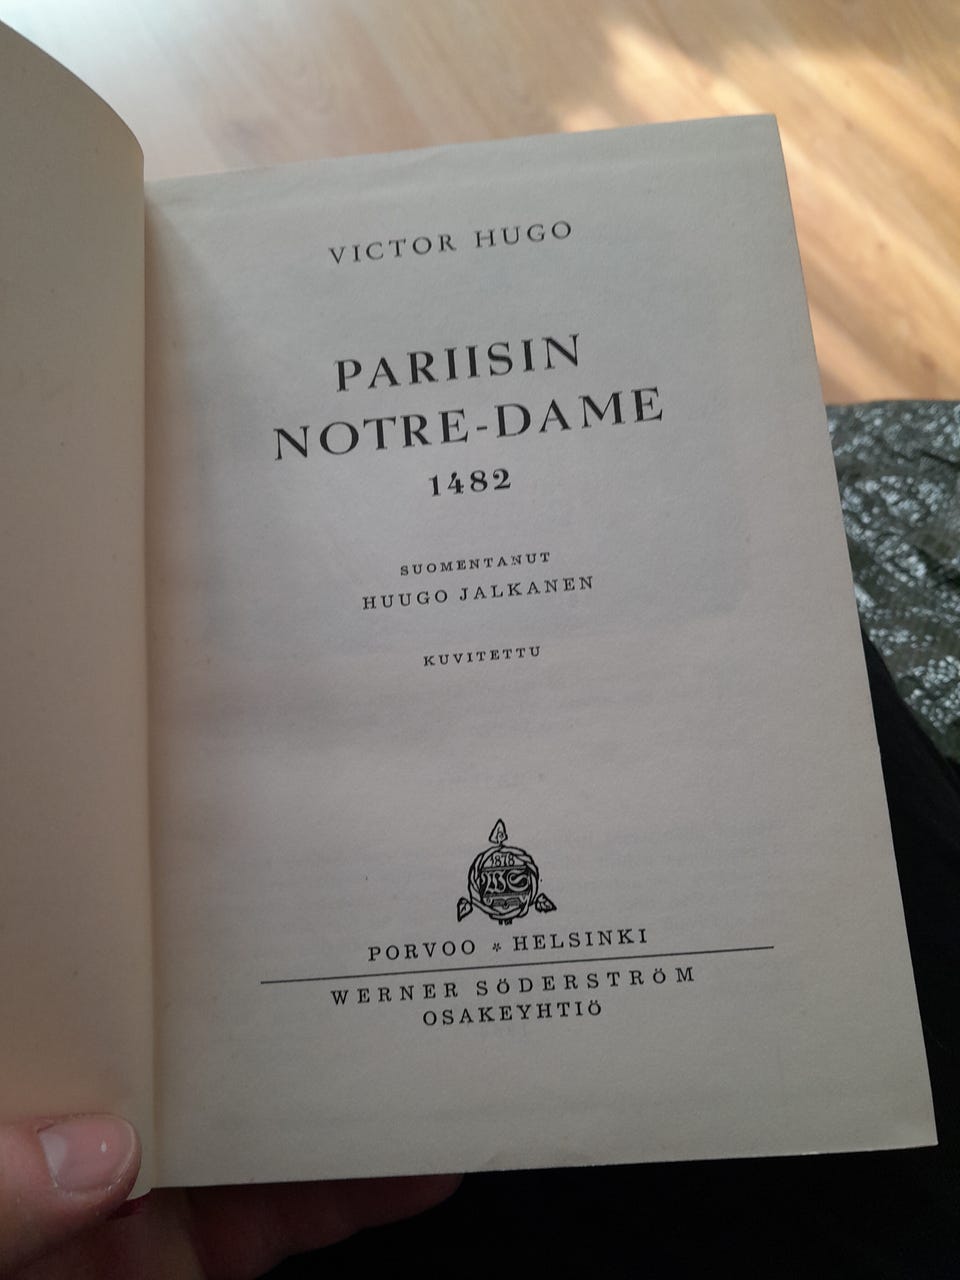 VICTOR HUGO
PARIISIN
NOTRE-DAME
1482
SUOMENTANUT
HUUGO JALKANEN
KUVITETTU
1878
WS
PORVOO * HELSINKI
WERNER SÖDERSTRÖM
OSAKEYHTIÖ